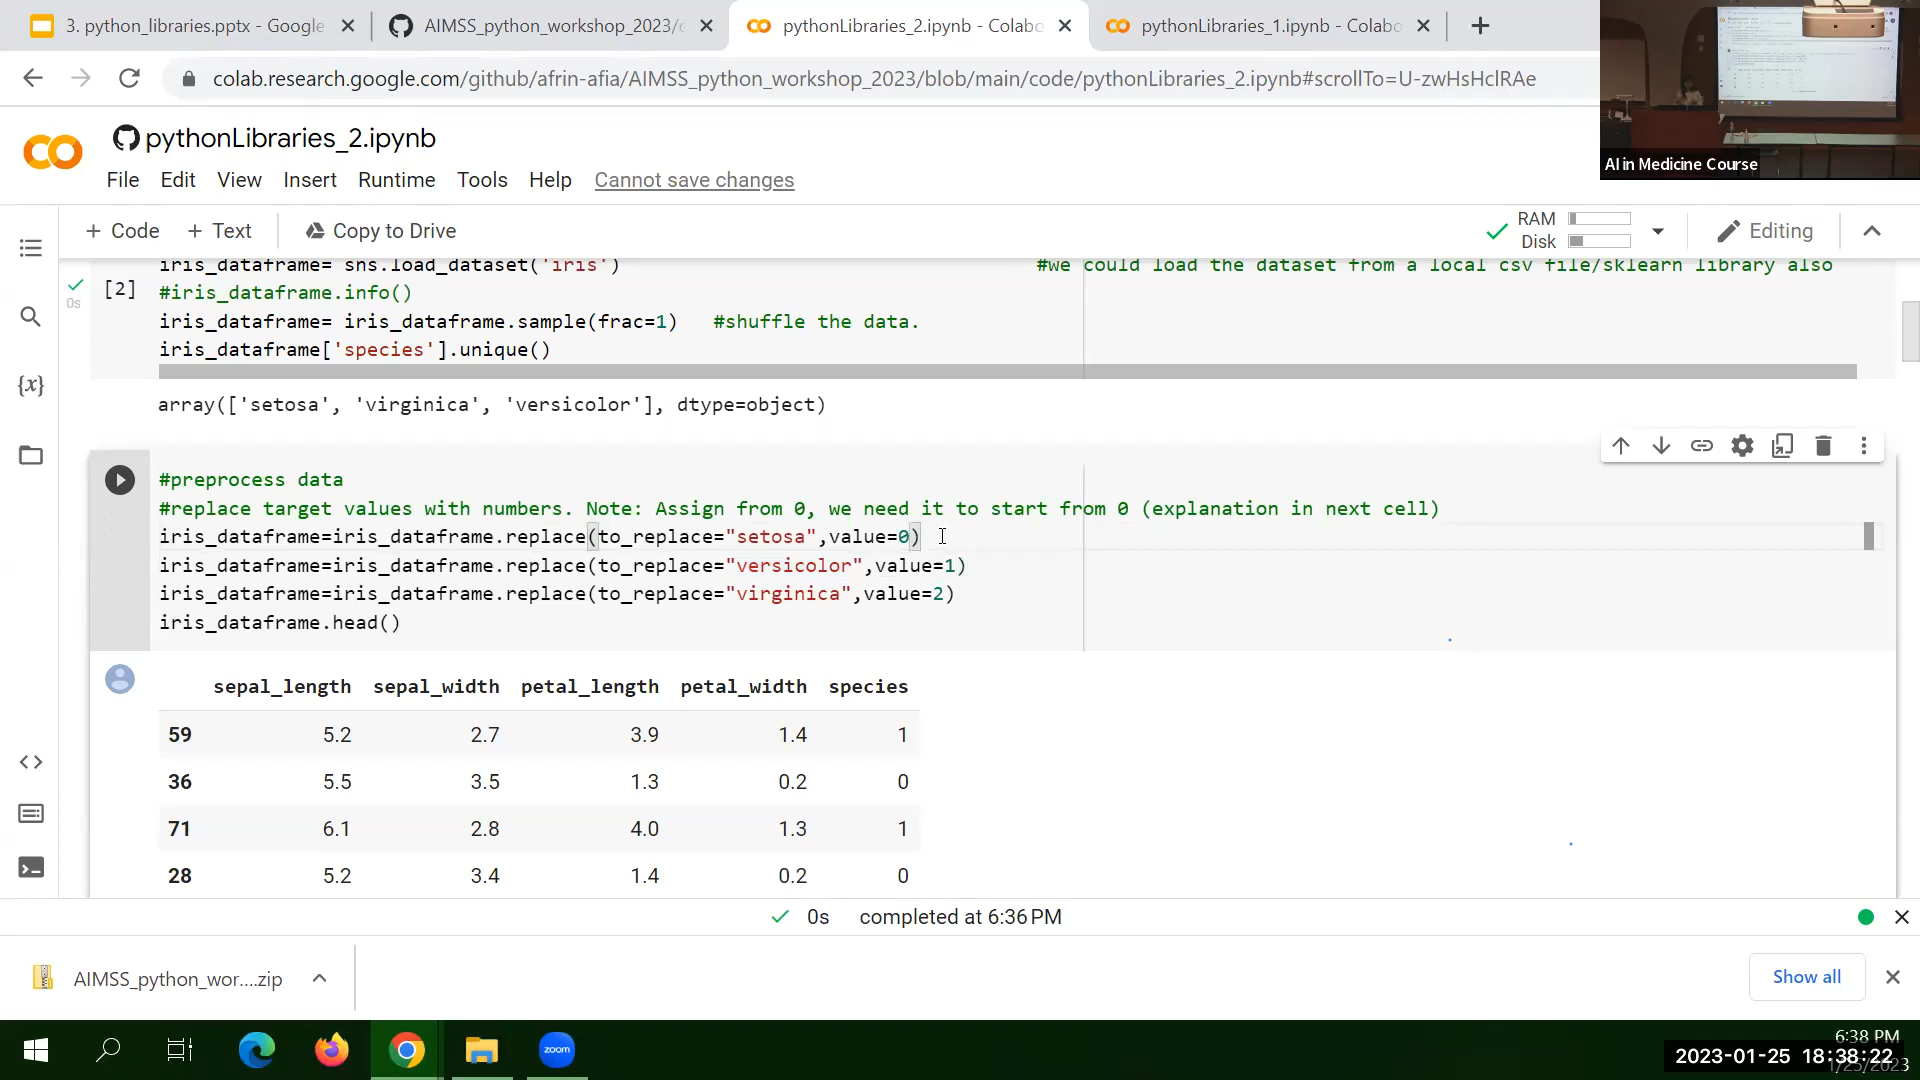 3. python_libraries.pptx - Google
AIMSS_python_workshop_2023/
pythonLibraries_2.ipynb - Colabo
pythonLibraries_1.ipynb - Colabo
colab.research.google.com/github/afrin-afia/AIMSS_python_workshop_2023/blob/main/code/pythonLibraries_2.ipynb#scrollTo=U-zwHsHclRAe
AI in Medicine Course
pythonLibraries_2.ipynb
File Edit View Insert Runtime Tools Help Cannot save changes
+ Code + Text Copy to Drive
RAM
Disk
Editing
iris_dataframe= sns.load_dataset('iris') #we could load the dataset from a local csv file/sklearn library also
[2]
0s
#iris_dataframe.info()
iris_dataframe= iris_dataframe.sample(frac=1) #shuffle the data.
iris_dataframe['species'].unique()
array(['setosa', 'virginica', 'versicolor'], dtype=object)
#preprocess data
#replace target values with numbers. Note: Assign from 0, we need it to start from 0 (explanation in next cell)
iris_dataframe=iris_dataframe.replace(to_replace="setosa",value=0)
iris_dataframe=iris_dataframe.replace(to_replace="versicolor",value=1)
iris_dataframe=iris_dataframe.replace(to_replace="virginica",value=2)
iris_dataframe.head()
sepal_length sepal_width petal_length petal_width species
59 5.2 2.7 3.9 1.4 1
36 5.5 3.5 1.3 0.2 0
71 6.1 2.8 4.0 1.3 1
28 5.2 3.4 1.4 0.2 0
0s completed at 6:36 PM
AIMSS_python_wor....zip
Show all
zoom
6:38 PM
2023-01-25 18:38:22